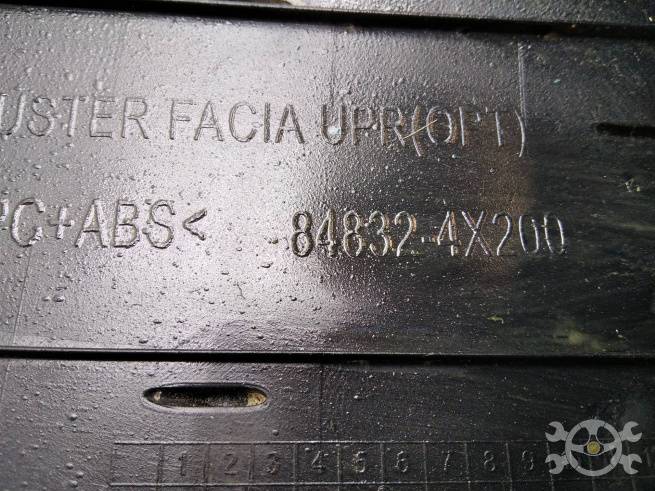 USTER FACIA UPR(OPT)
PC+ABS< 84832-4X200
1 2 3 4 5 6 7 8 9